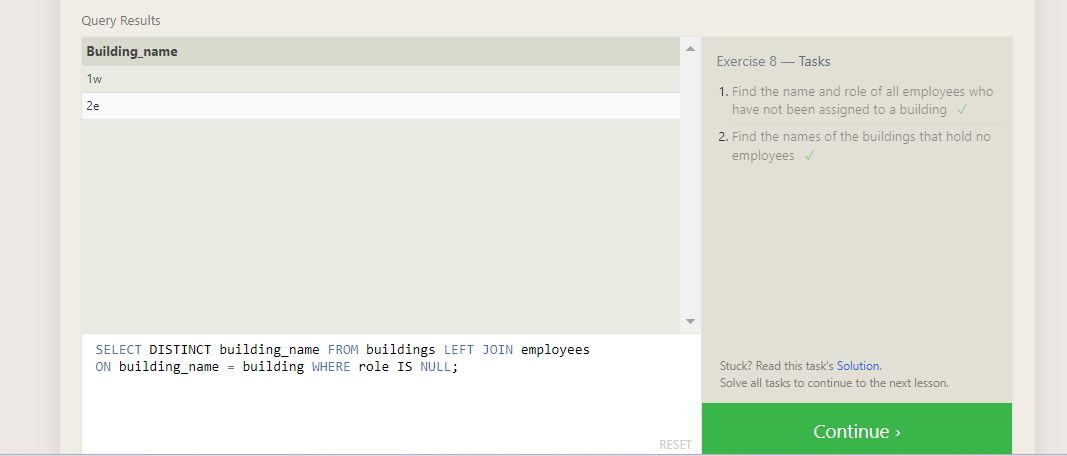 Query Results
Building_name
1w
2e
SELECT DISTINCT building_name FROM buildings LEFT JOIN employees
ON building_name = building WHERE role IS NULL;
RESET
Exercise 8 — Tasks
1. Find the name and role of all employees who
have not been assigned to a building ✓
2. Find the names of the buildings that hold no
employees ✓
Stuck? Read this task's Solution.
Solve all tasks to continue to the next lesson.
Continue ›